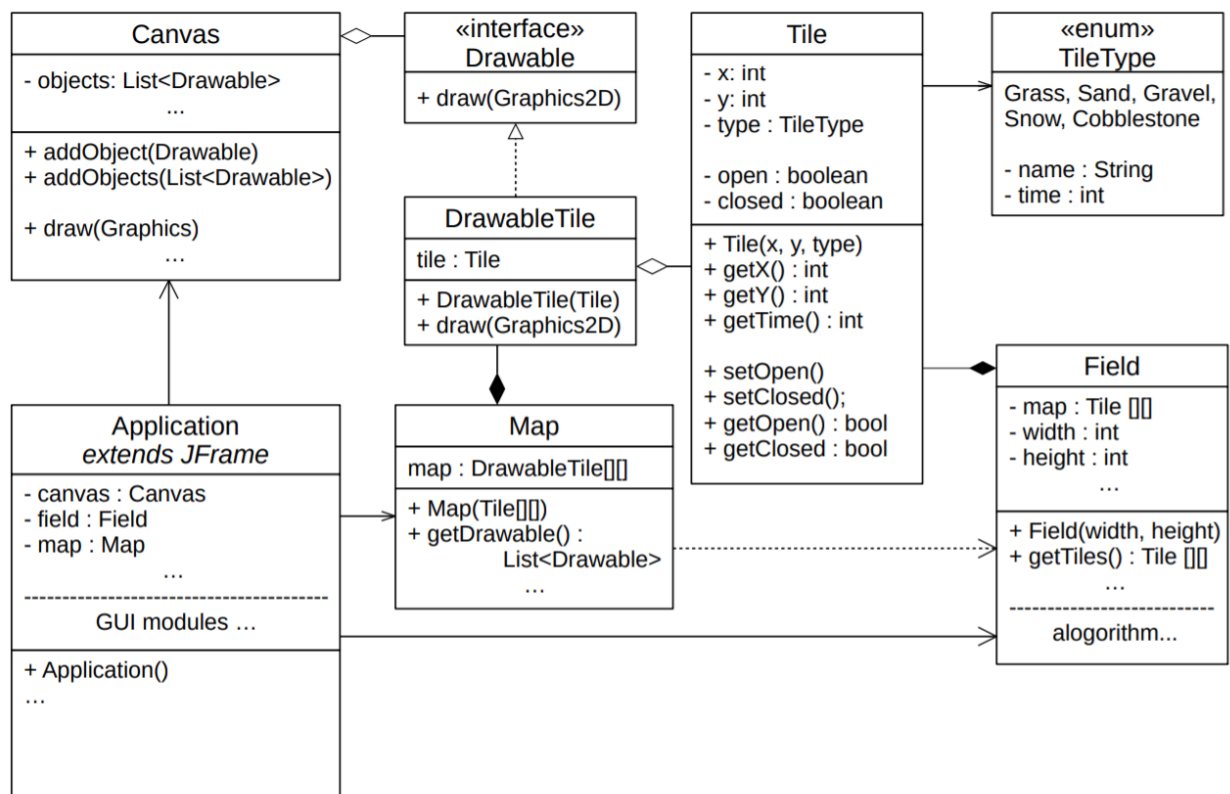 Canvas
- objects: List<Drawable>
...
+ addObject(Drawable)
+ addObjects(List<Drawable>)
+ draw(Graphics)
...
«interface»
Drawable
+ draw(Graphics2D)
DrawableTile
tile : Tile
+ DrawableTile(Tile)
+ draw(Graphics2D)
Tile
- x: int
- y: int
- type : TileType
- open : boolean
- closed : boolean
+ Tile(x, y, type)
+ getX() : int
+ getY() : int
+ getTime() : int
+ setOpen()
+ setClosed();
+ getOpen() : bool
+ getClosed : bool
«enum»
TileType
Grass, Sand, Gravel,
Snow, Cobblestone
- name : String
- time : int
Application
extends JFrame
- canvas : Canvas
- field : Field
- map : Map
...
GUI modules ...
+ Application()
...
Map
map : DrawableTile[][]
+ Map(Tile[][])
+ getDrawable() :
List<Drawable>
...
Field
- map : Tile [][]
- width : int
- height : int
...
+ Field(width, height)
+ getTiles() : Tile [][]
...
alogorithm...